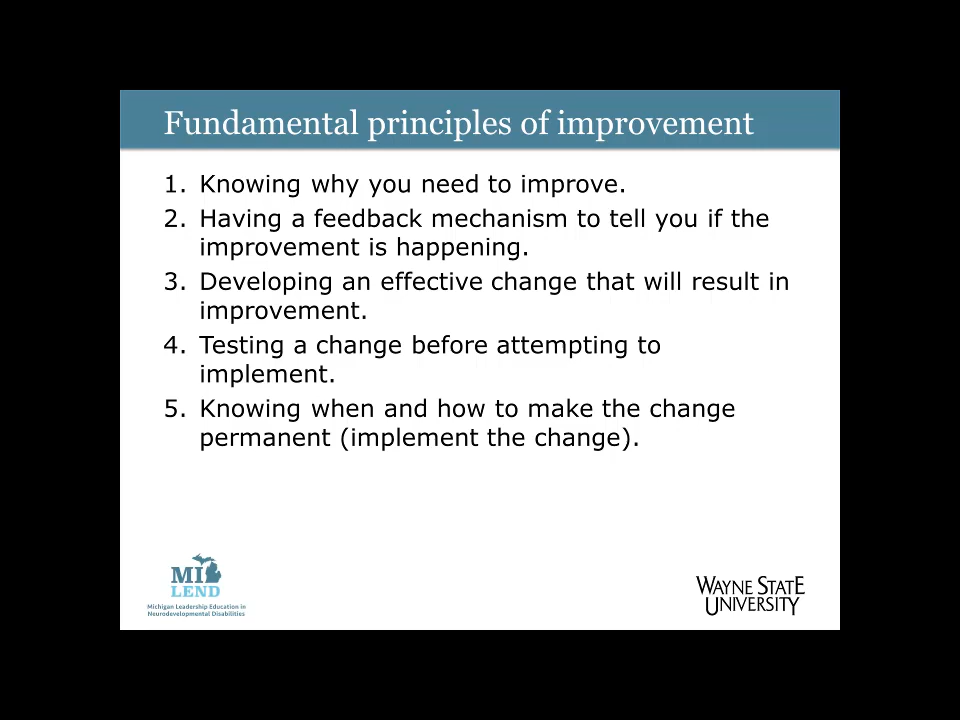 Fundamental principles of improvement
1. Knowing why you need to improve.
2. Having a feedback mechanism to tell you if the
improvement is happening.
3. Developing an effective change that will result in
improvement.
4. Testing a change before attempting to
implement.
5. Knowing when and how to make the change
permanent (implement the change).
MI
LEND
Michigan Leadership Education in
Neurodevelopmental Disabilities
WAYNE STATE
UNIVERSITY